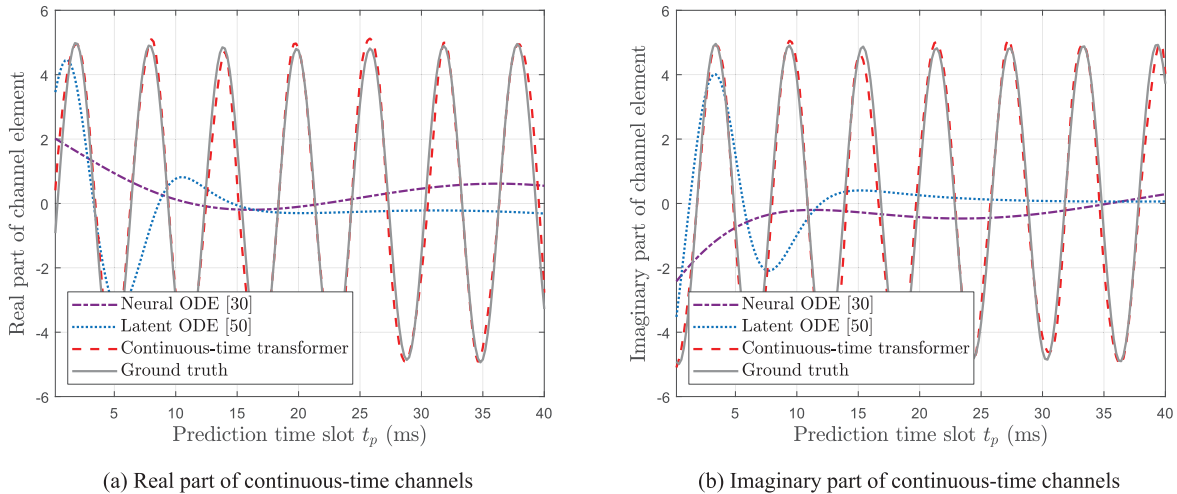 6
4
2
0
-2
-4
-6
Real part of channel element
Neural ODE [30]
Latent ODE [50]
Continuous-time transformer
Ground truth
5 10 15 20 25 30 35 40
Prediction time slot t_p (ms)
(a) Real part of continuous-time channels
6
4
2
0
-2
-4
-6
Imaginary part of channel element
Neural ODE [30]
Latent ODE [50]
Continuous-time transformer
Ground truth
5 10 15 20 25 30 35 40
Prediction time slot t_p (ms)
(b) Imaginary part of continuous-time channels